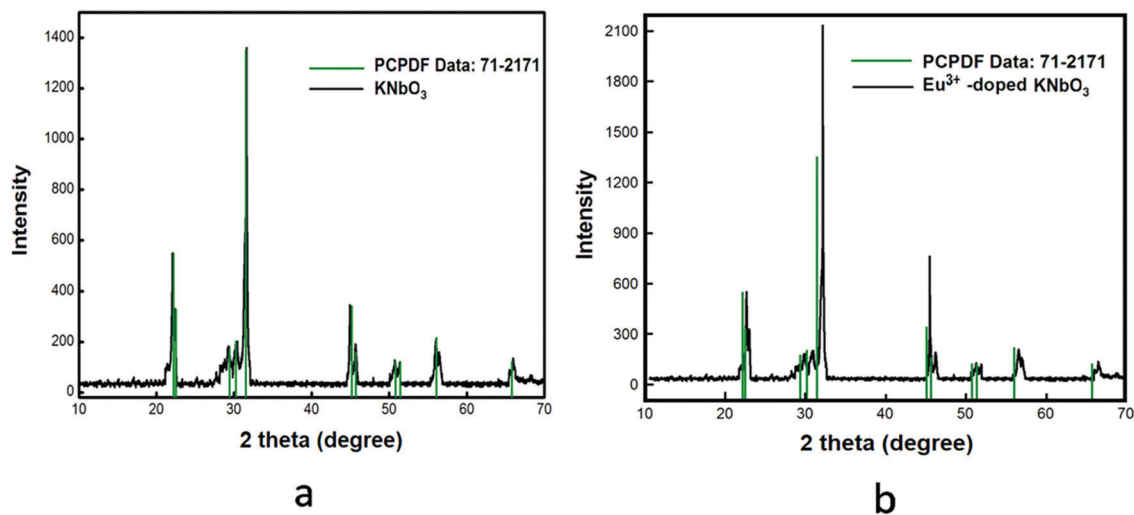 1400
1200
1000
800
600
400
200
0
Intensity
PCPDF Data: 71-2171
KNbO₃
10 20 30 40 50 60 70
2 theta (degree)
a
2100
1800
1500
1200
900
600
300
0
Intensity
PCPDF Data: 71-2171
Eu³⁺ -doped KNbO₃
10 20 30 40 50 60 70
2 theta (degree)
b